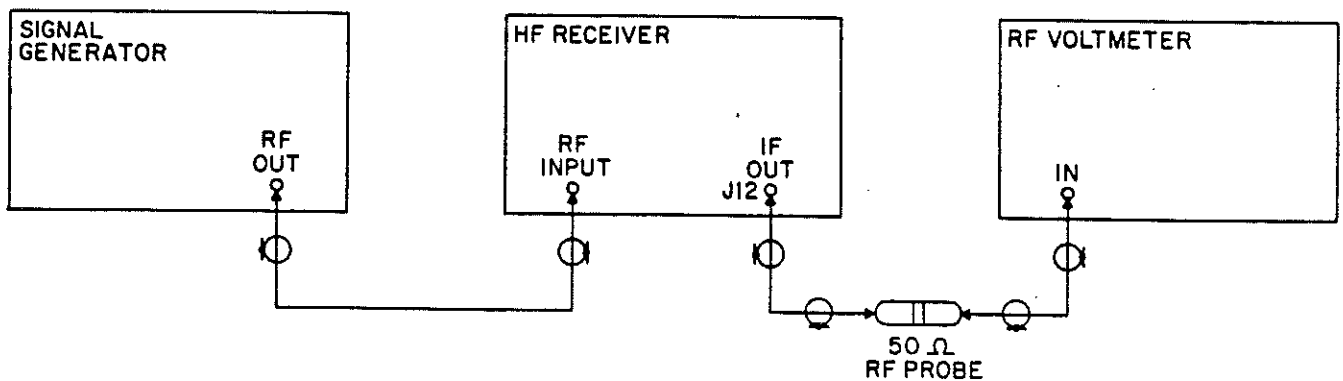 SIGNAL
GENERATOR
RF
OUT
HF RECEIVER
RF
INPUT
IF
OUT
J12
RF VOLTMETER
IN
50 Ω
RF PROBE